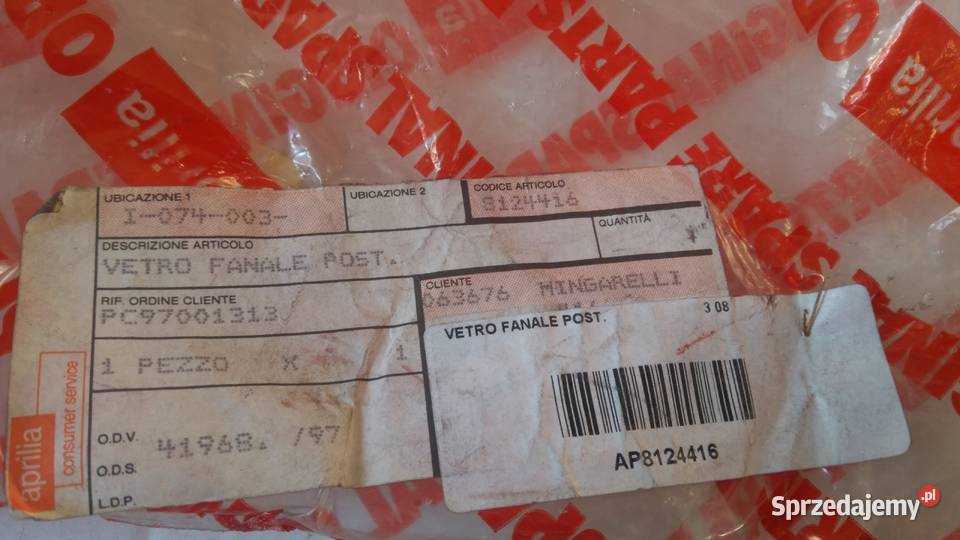 UBICAZIONE 1
I-074-003-
UBICAZIONE 2
CODICE ARTICOLO
8124416
DESCRIZIONE ARTICOLO
VETRO FANALE POST.
QUANTITÀ
RIF. ORDINE CLIENTE
PC97001313
CLIENTE
063676 MINGARELLI
1 PEZZO X 1
O.D.V. 41968. /97
O.D.S.
L.D.P.
aprilia
consumer service
VETRO FANALE POST.
3 08
AP8124416
aprilia
PARTS
Sprzedajemy.pl